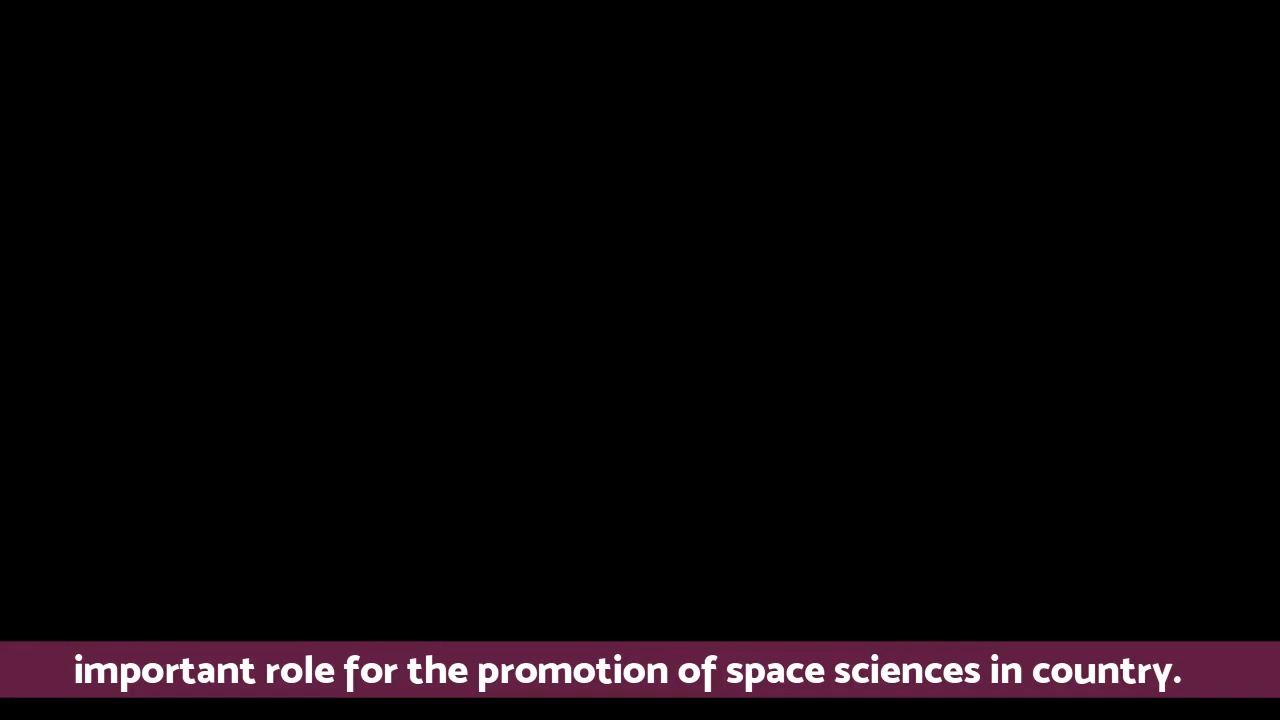 important role for the promotion of space sciences in country.